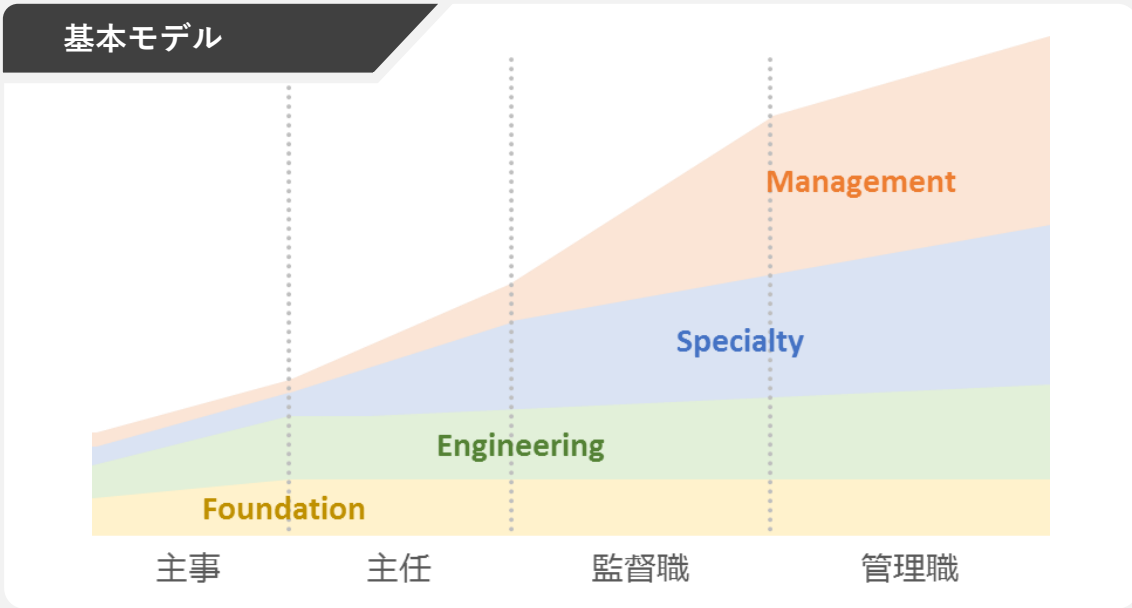 基本モデル
Management
Specialty
Engineering
Foundation
主事 主任 監督職 管理職